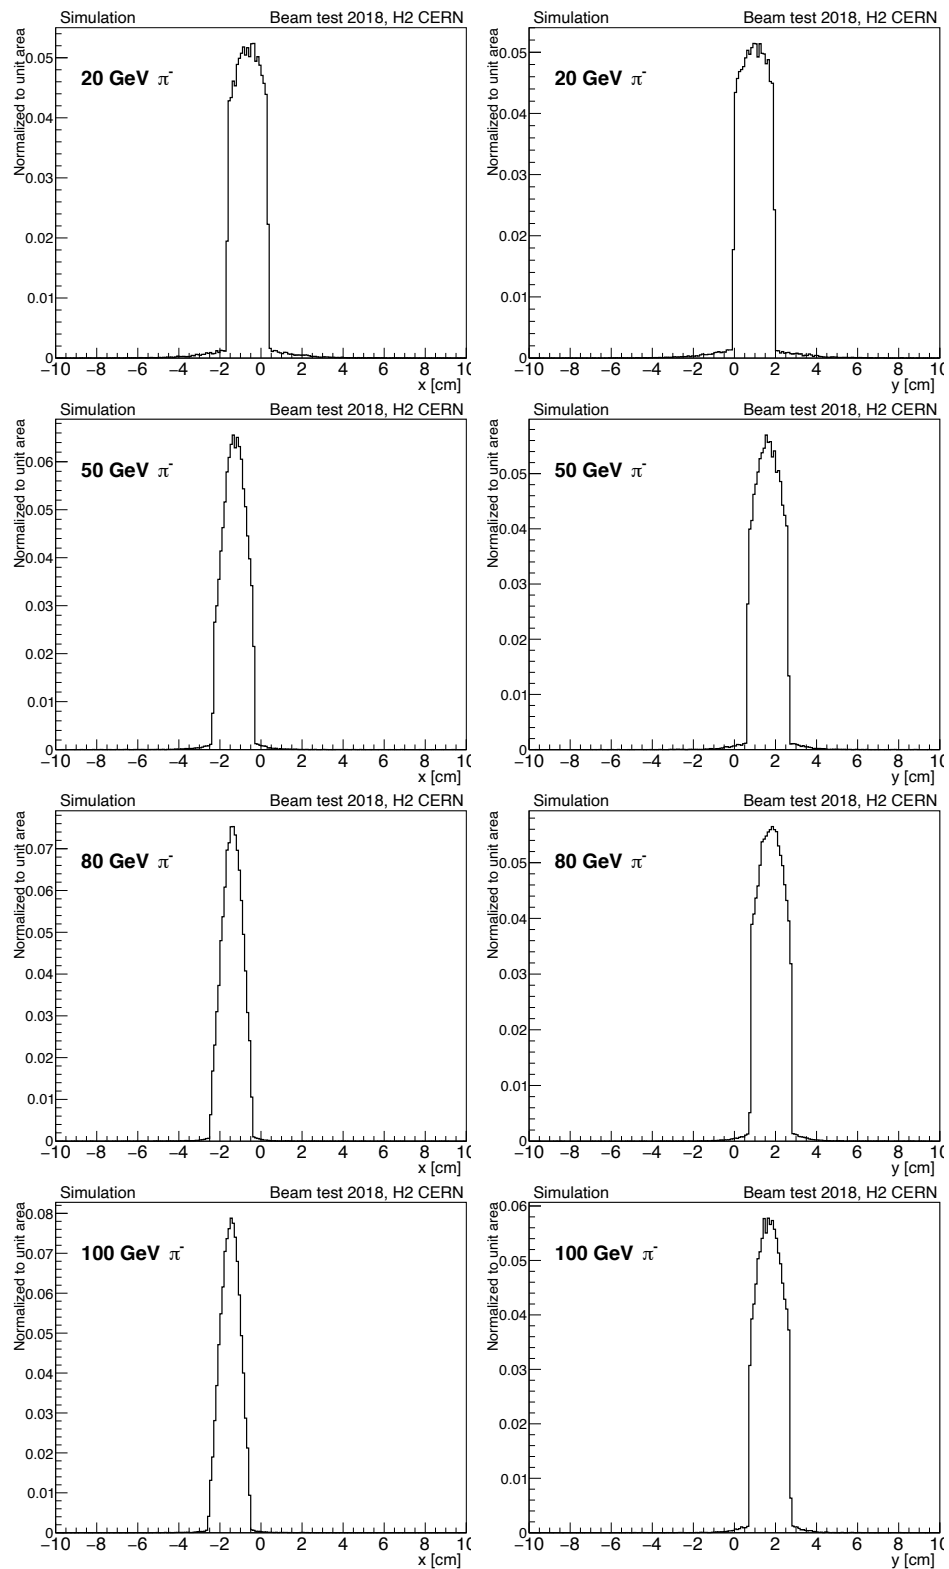 Simulation Beam test 2018, H2 CERN
Normalized to unit area
20 GeV π⁻
0.05
0.04
0.03
0.02
0.01
0
−10 −8 −6 −4 −2 0 2 4 6 8 10
x [cm]
Simulation Beam test 2018, H2 CERN
Normalized to unit area
20 GeV π⁻
0.05
0.04
0.03
0.02
0.01
0
−10 −8 −6 −4 −2 0 2 4 6 8 10
y [cm]
Simulation Beam test 2018, H2 CERN
Normalized to unit area
50 GeV π⁻
0.06
0.05
0.04
0.03
0.02
0.01
0
−10 −8 −6 −4 −2 0 2 4 6 8 10
x [cm]
Simulation Beam test 2018, H2 CERN
Normalized to unit area
50 GeV π⁻
0.05
0.04
0.03
0.02
0.01
0
−10 −8 −6 −4 −2 0 2 4 6 8 10
y [cm]
Simulation Beam test 2018, H2 CERN
Normalized to unit area
80 GeV π⁻
0.07
0.06
0.05
0.04
0.03
0.02
0.01
0
−10 −8 −6 −4 −2 0 2 4 6 8 10
x [cm]
Simulation Beam test 2018, H2 CERN
Normalized to unit area
80 GeV π⁻
0.05
0.04
0.03
0.02
0.01
0
−10 −8 −6 −4 −2 0 2 4 6 8 10
y [cm]
Simulation Beam test 2018, H2 CERN
Normalized to unit area
100 GeV π⁻
0.08
0.07
0.06
0.05
0.04
0.03
0.02
0.01
0
−10 −8 −6 −4 −2 0 2 4 6 8 10
x [cm]
Simulation Beam test 2018, H2 CERN
Normalized to unit area
100 GeV π⁻
0.06
0.05
0.04
0.03
0.02
0.01
0
−10 −8 −6 −4 −2 0 2 4 6 8 10
y [cm]